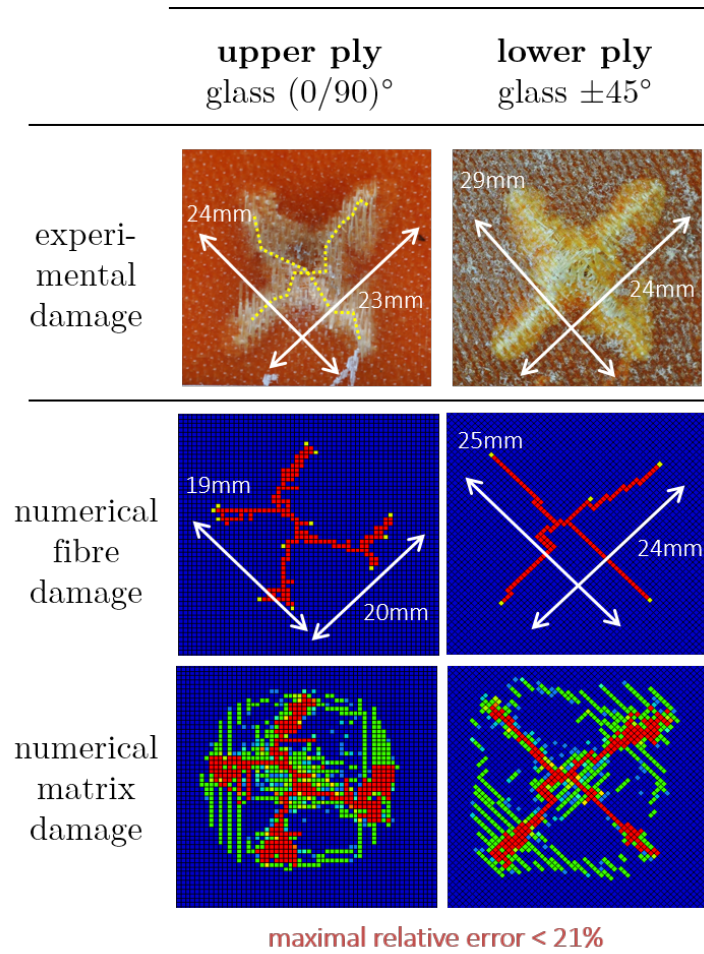 upper ply
glass (0/90)°
lower ply
glass ±45°
experi-
mental
damage
24mm
23mm
29mm
24mm
numerical
fibre
damage
19mm
20mm
25mm
24mm
numerical
matrix
damage
maximal relative error < 21%